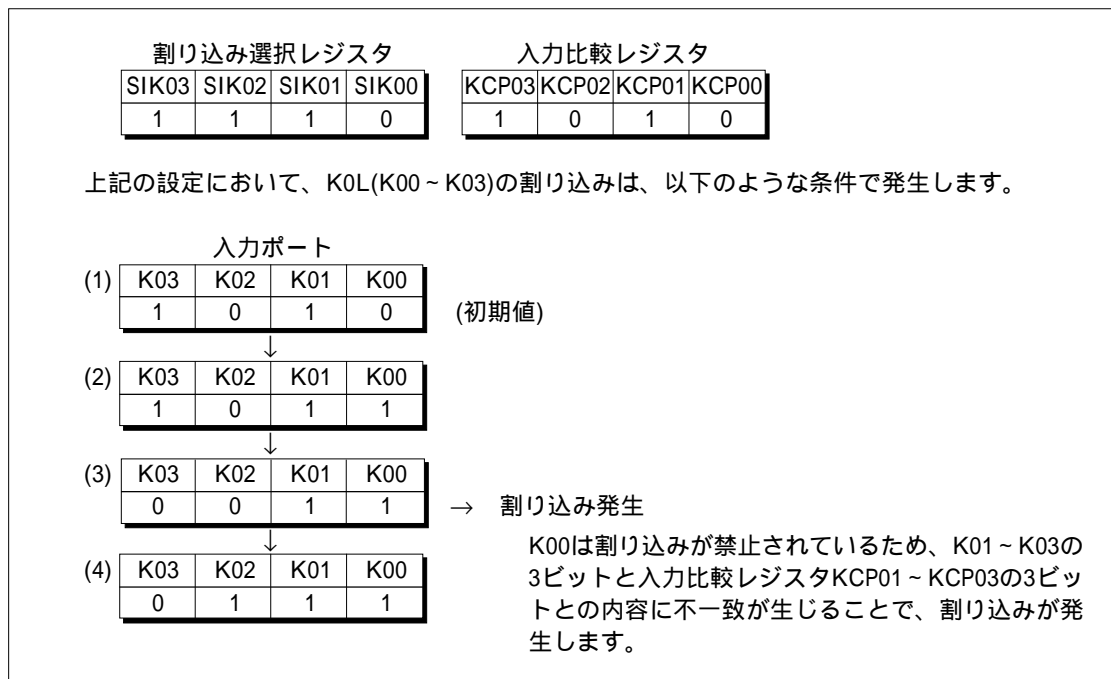 割り込み選択レジスタ 入力比較レジスタ
SIK03 SIK02 SIK01 SIK00 KCP03 KCP02 KCP01 KCP00
1 1 1 0 1 0 1 0
上記の設定において、K0L(K00 ~ K03)の割り込みは、以下のような条件で発生します。
入力ポート
(1) K03 K02 K01 K00
1 0 1 0 (初期値)
↓
(2) K03 K02 K01 K00
1 0 1 1
↓
(3) K03 K02 K01 K00
0 0 1 1 → 割り込み発生
↓
K00は割り込みが禁止されているため、K01 ~ K03の
(4) K03 K02 K01 K00
3ビットと入力比較レジスタKCP01 ~ KCP03の3ビッ
0 1 1 1
トとの内容に不一致が生じることで、割り込みが発
生します。